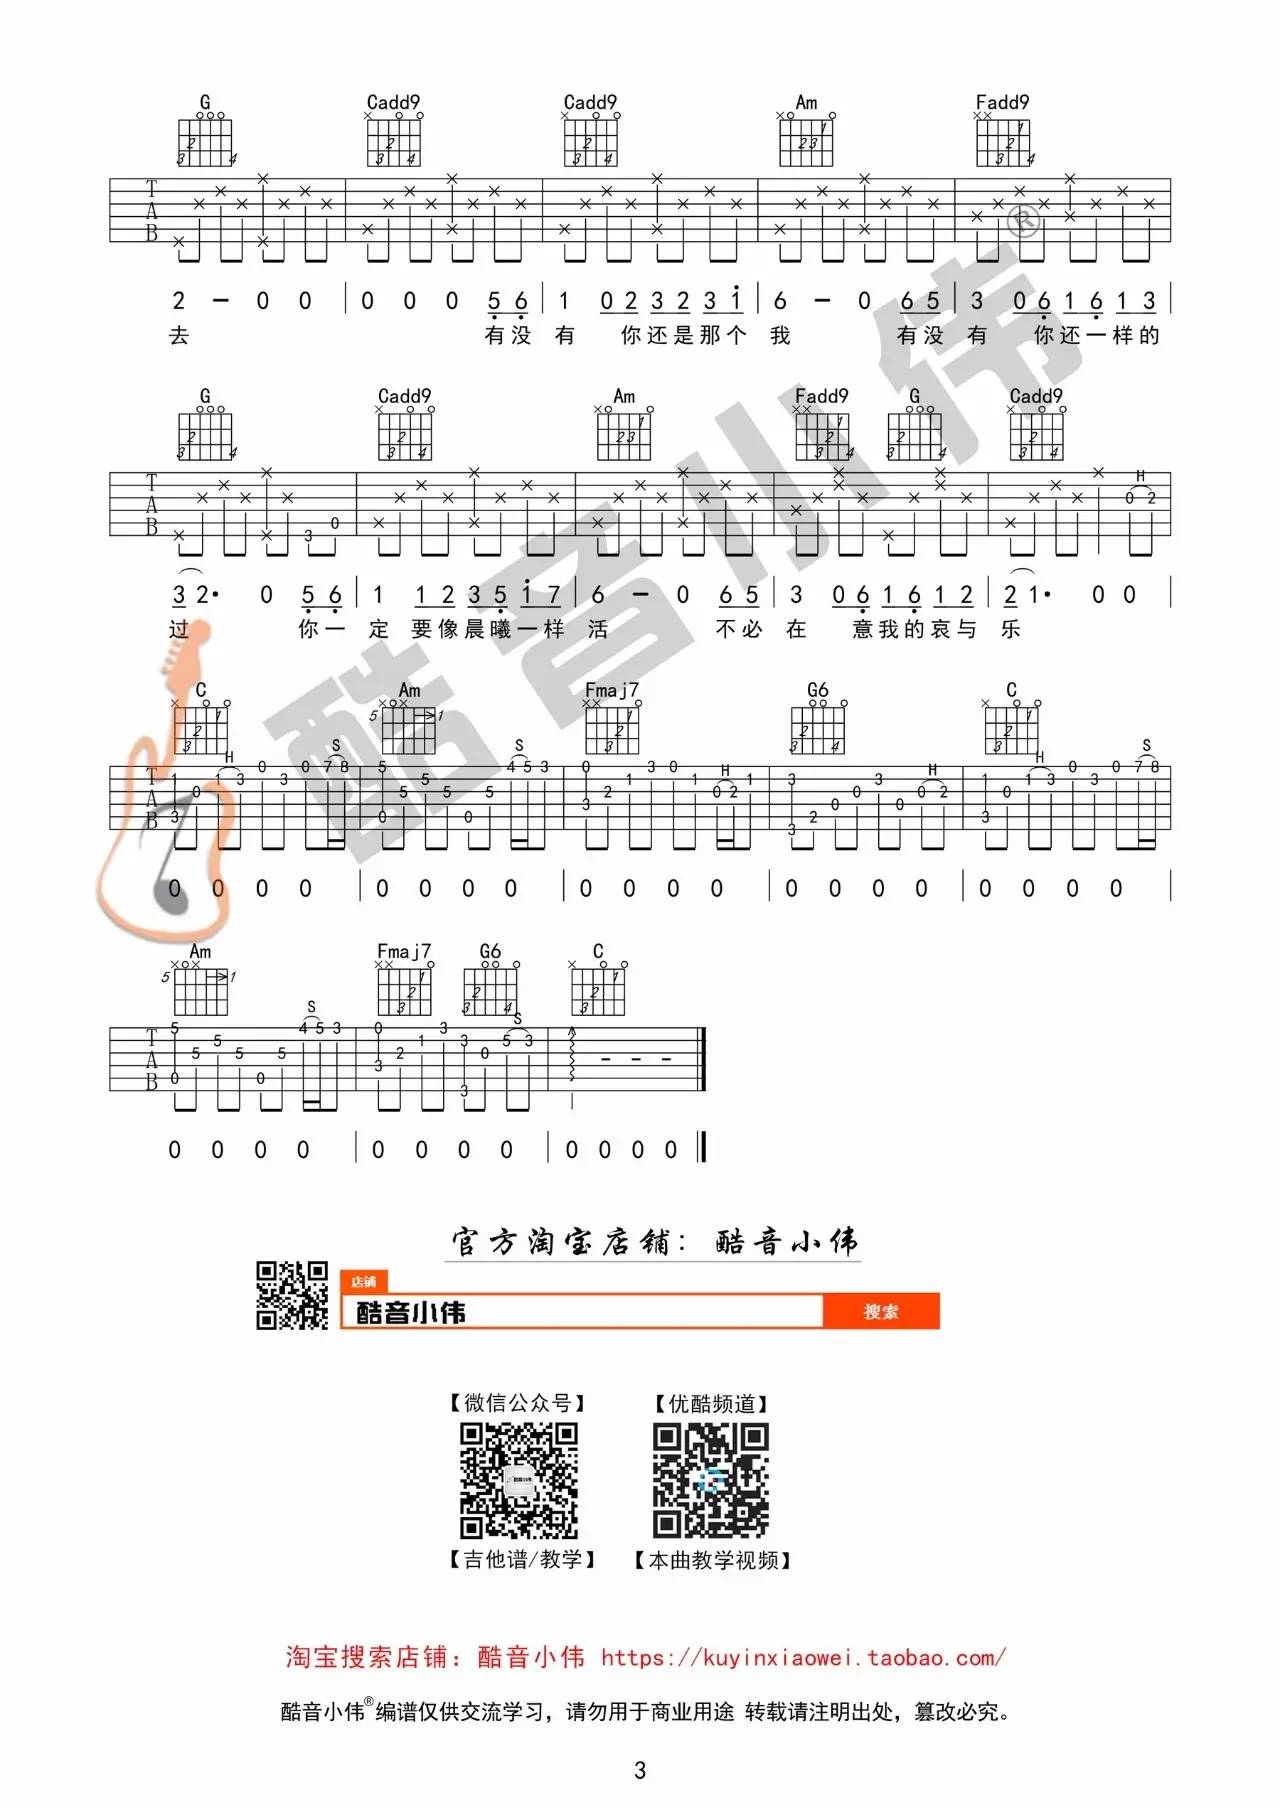 G Cadd9 Cadd9 Am Fadd9
2 - 0 0 0 0 0 5 6 1 0 2 3 2 3 1 6 - 0 6 5 3 0 6 1 6 1 3
去 有没有 你还是那个我 有没有 你还一样的
G Cadd9 Am Fadd9 G Cadd9
H
3 0 0 2
3 2· 0 5 6 1 1 2 3 5 1 7 6 - 0 6 5 3 0 6 1 6 1 2 2 1· 0 0
过 你一定 要像晨曦一样活 不必在 意我的哀与乐
C Am Fmaj7 G6 C
0 0 0 0 0 0 0 0 0 0 0 0 0 0 0 0 0 0 0 0
Am Fmaj7 G6 C
0 0 0 0 0 0 0 0 0 0 0 0
官方淘宝店铺：酷音小伟
店铺
酷音小伟 搜索
【微信公众号】 【优酷频道】
【吉他谱/教学】 【本曲教学视频】
淘宝搜索店铺：酷音小伟 https://kuyinxiaowei.taobao.com/
酷音小伟®编谱仅供交流学习，请勿用于商业用途 转载请注明出处，篡改必究。
3
酷音小伟®